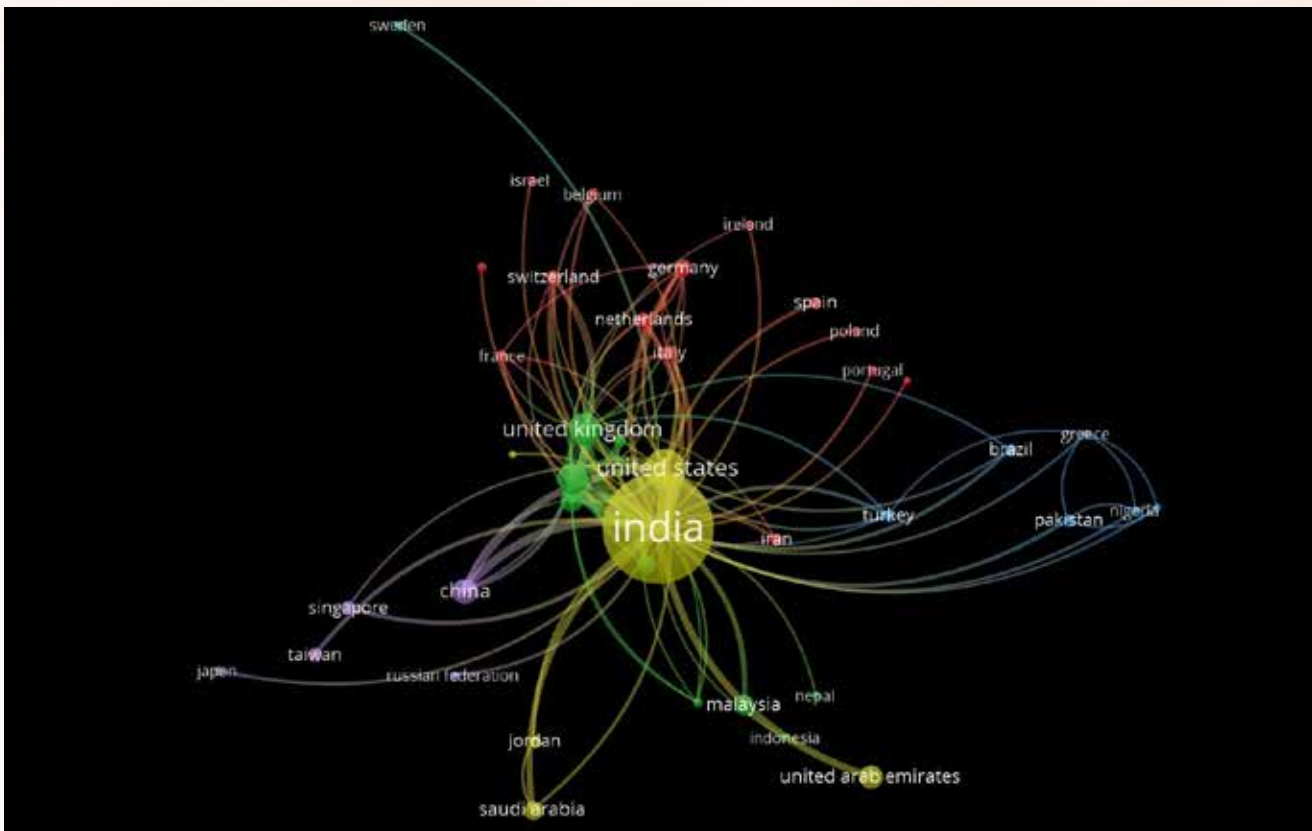 sweden
israel
belgium
ireland
switzerland
germany
spain
netherlands
poland
france
italy
portugal
united kingdom
greece
brazil
united states
turkey
nigeria
pakistan
india
iran
china
singapore
taiwan
japan
russian federation
nepal
malaysia
indonesia
jordan
united arab emirates
saudi arabia